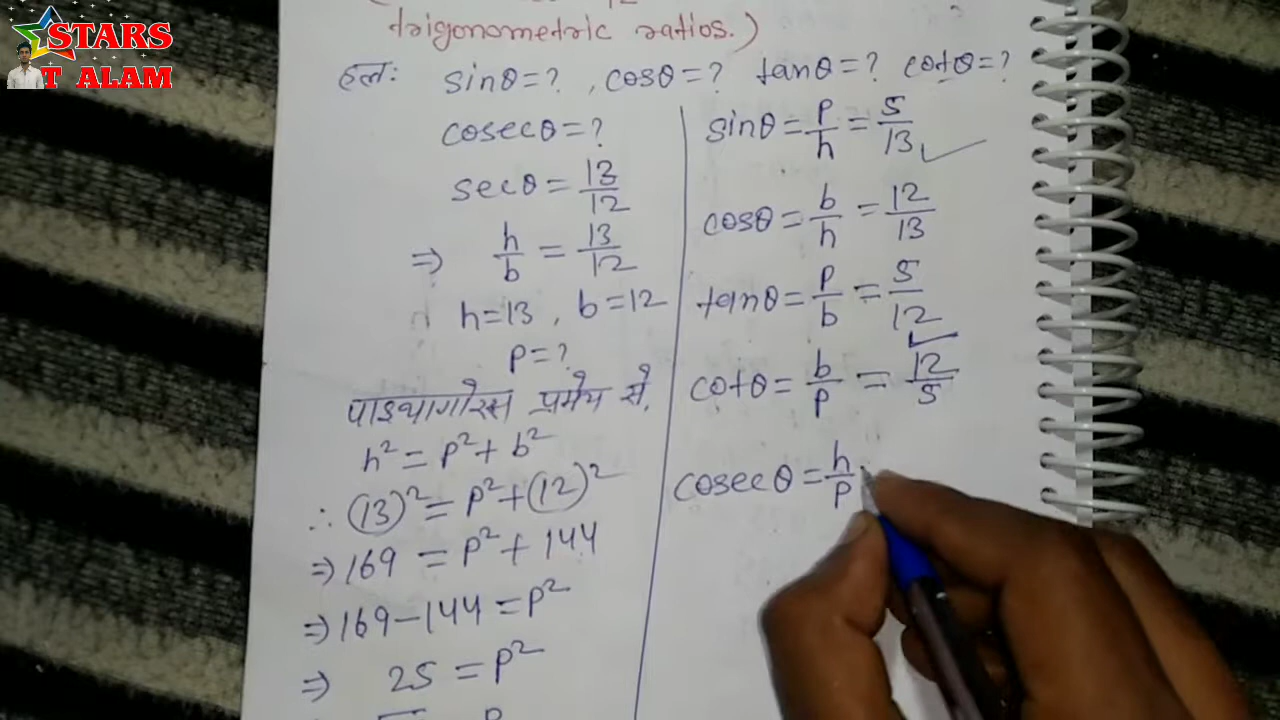 STARS
T ALAM
trigonometric ratios.)
हलः sinθ=?, cosθ=? tanθ=? cotθ=?
cosecθ=?
secθ = 13/12
⇒ h/b = 13/12
h=13, b=12
p=?
पाइथागोरस प्रमेय से,
h² = p² + b²
∴ (13)² = p² + (12)²
⇒ 169 = p² + 144
⇒ 169 – 144 = p²
⇒ 25 = p²
sinθ = p/h = 5/13 ✓
cosθ = b/h = 12/13
tanθ = p/b = 5/12 ✓
cotθ = b/p = 12/5
cosecθ = h/p